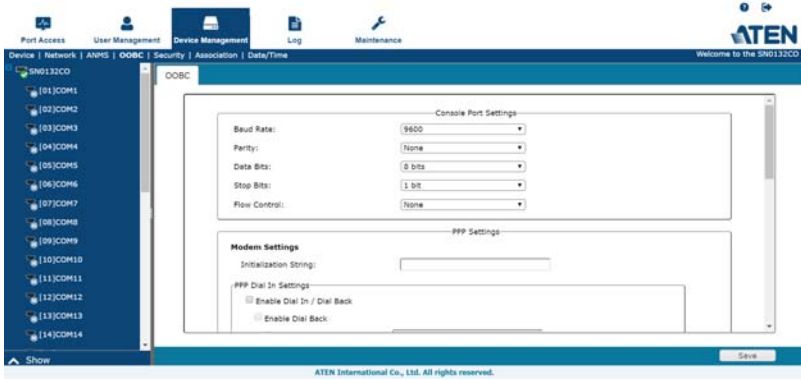 Port Access
User Management
Device Management
Log
Maintenance
ATEN
Device | Network | ANMS | OOBC | Security | Association | Date/Time
Welcome to the SN0132CO
SN0132CO
[01]COM1
[02]COM2
[03]COM3
[04]COM4
[05]COM5
[06]COM6
[07]COM7
[08]COM8
[09]COM9
[10]COM10
[11]COM11
[12]COM12
[13]COM13
[14]COM14
Show
OOBC
Console Port Settings
Baud Rate: 9600
Parity: None
Data Bits: 8 bits
Stop Bits: 1 bit
Flow Control: None
PPP Settings
Modem Settings
Initialization String:
PPP Dial In Settings
Enable Dial In / Dial Back
Enable Dial Back
Save
ATEN International Co., Ltd. All rights reserved.